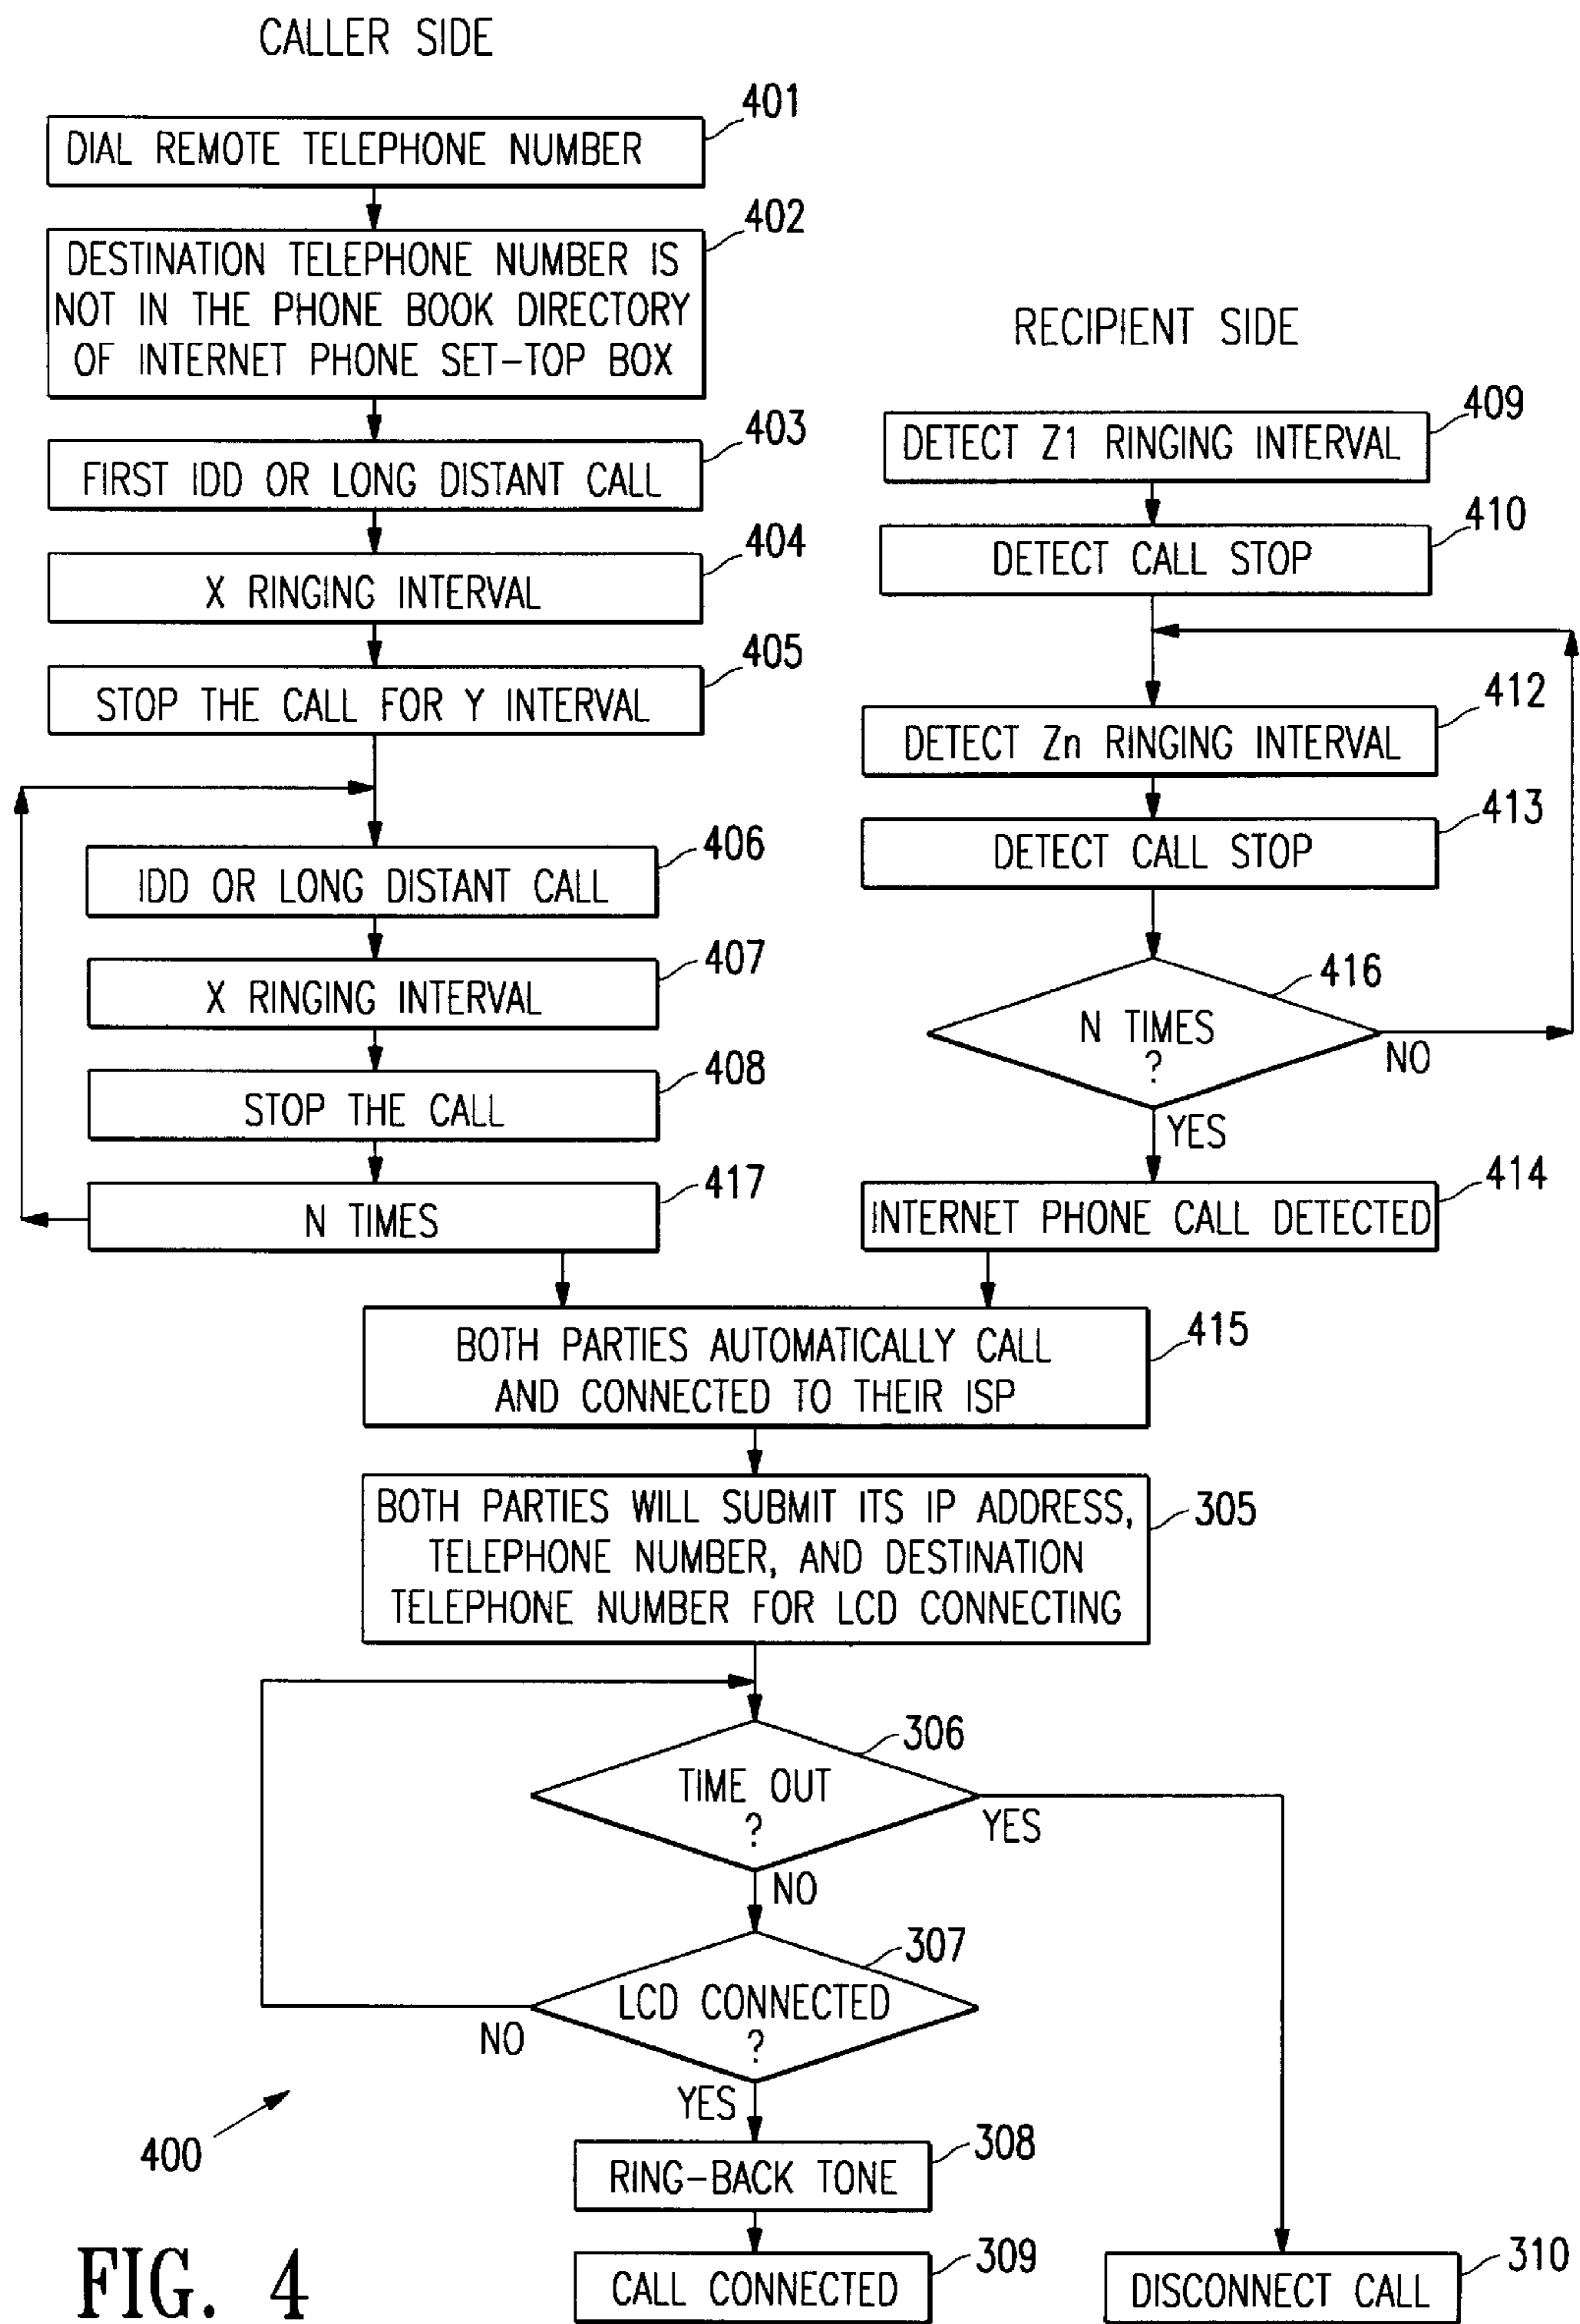 CALLER SIDE
401
DIAL REMOTE TELEPHONE NUMBER
402
DESTINATION TELEPHONE NUMBER IS
NOT IN THE PHONE BOOK DIRECTORY
OF INTERNET PHONE SET-TOP BOX
403
FIRST IDD OR LONG DISTANT CALL
404
X RINGING INTERVAL
405
STOP THE CALL FOR Y INTERVAL
406
IDD OR LONG DISTANT CALL
407
X RINGING INTERVAL
408
STOP THE CALL
417
N TIMES
RECIPIENT SIDE
409
DETECT Z1 RINGING INTERVAL
410
DETECT CALL STOP
412
DETECT Zn RINGING INTERVAL
413
DETECT CALL STOP
416
N TIMES
?
NO
YES
414
INTERNET PHONE CALL DETECTED
415
BOTH PARTIES AUTOMATICALLY CALL
AND CONNECTED TO THEIR ISP
305
BOTH PARTIES WILL SUBMIT ITS IP ADDRESS,
TELEPHONE NUMBER, AND DESTINATION
TELEPHONE NUMBER FOR LCD CONNECTING
306
TIME OUT
?
YES
NO
307
LCD CONNECTED
?
NO
YES
308
RING-BACK TONE
309
CALL CONNECTED
310
DISCONNECT CALL
400
FIG. 4